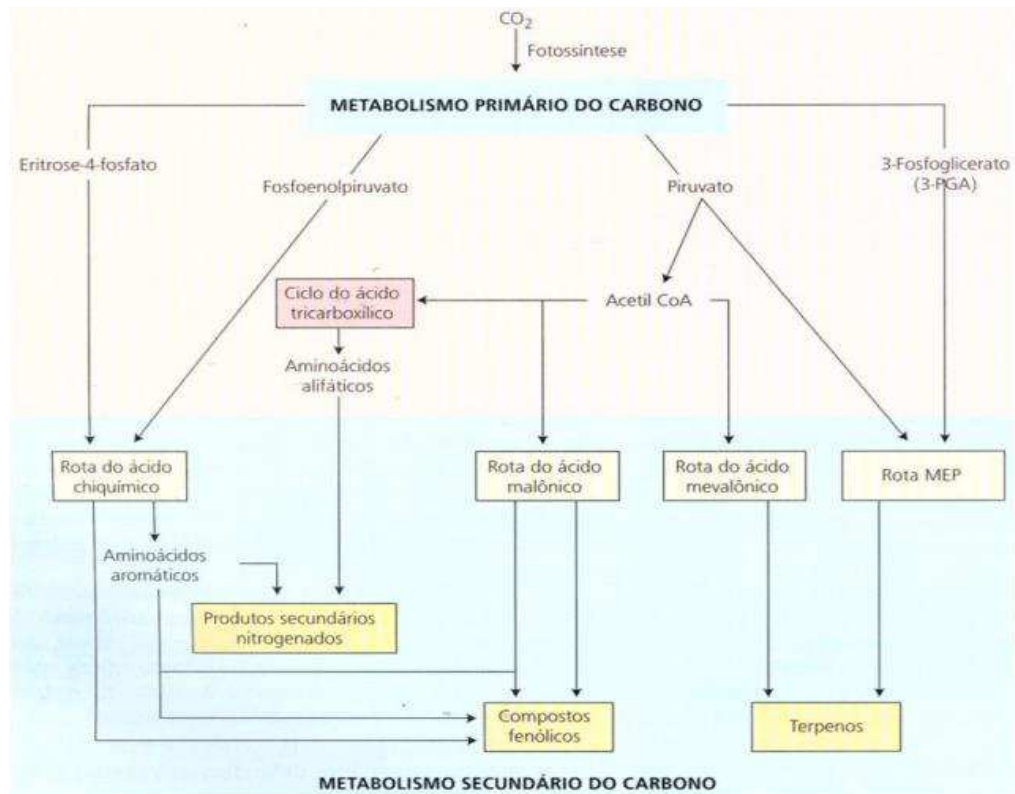 CO₂
Fotossíntese
METABOLISMO PRIMÁRIO DO CARBONO
Eritrose-4-fosfato
Fosfoenolpiruvato
Piruvato
3-Fosfoglicerato
(3-PGA)
Ciclo do ácido
tricarboxílico
Acetil CoA
Aminoácidos
alifáticos
Rota do ácido
chiquímico
Rota do ácido
malônico
Rota do ácido
mevalônico
Rota MEP
Aminoácidos
aromáticos
Produtos secundários
nitrogenados
Compostos
fenólicos
Terpenos
METABOLISMO SECUNDÁRIO DO CARBONO